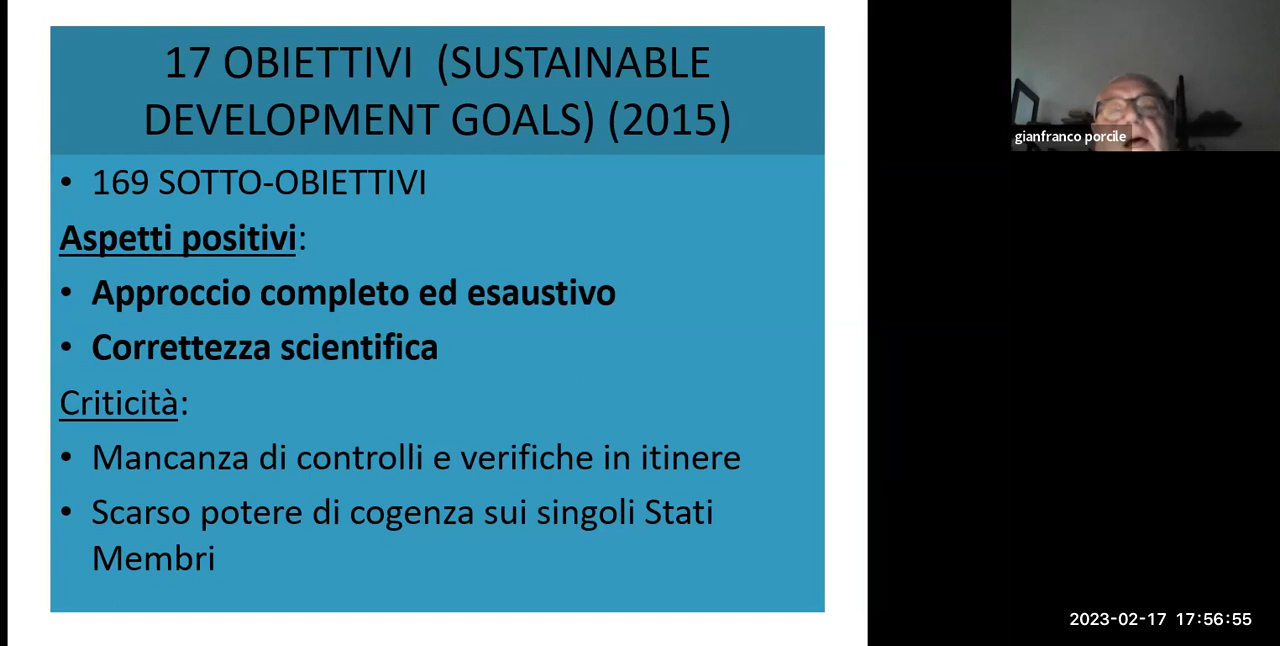 17 OBIETTIVI (SUSTAINABLE
DEVELOPMENT GOALS) (2015)
• 169 SOTTO-OBIETTIVI
Aspetti positivi:
• Approccio completo ed esaustivo
• Correttezza scientifica
Criticità:
• Mancanza di controlli e verifiche in itinere
• Scarso potere di cogenza sui singoli Stati
Membri
gianfranco porcile
2023-02-17 17:56:55